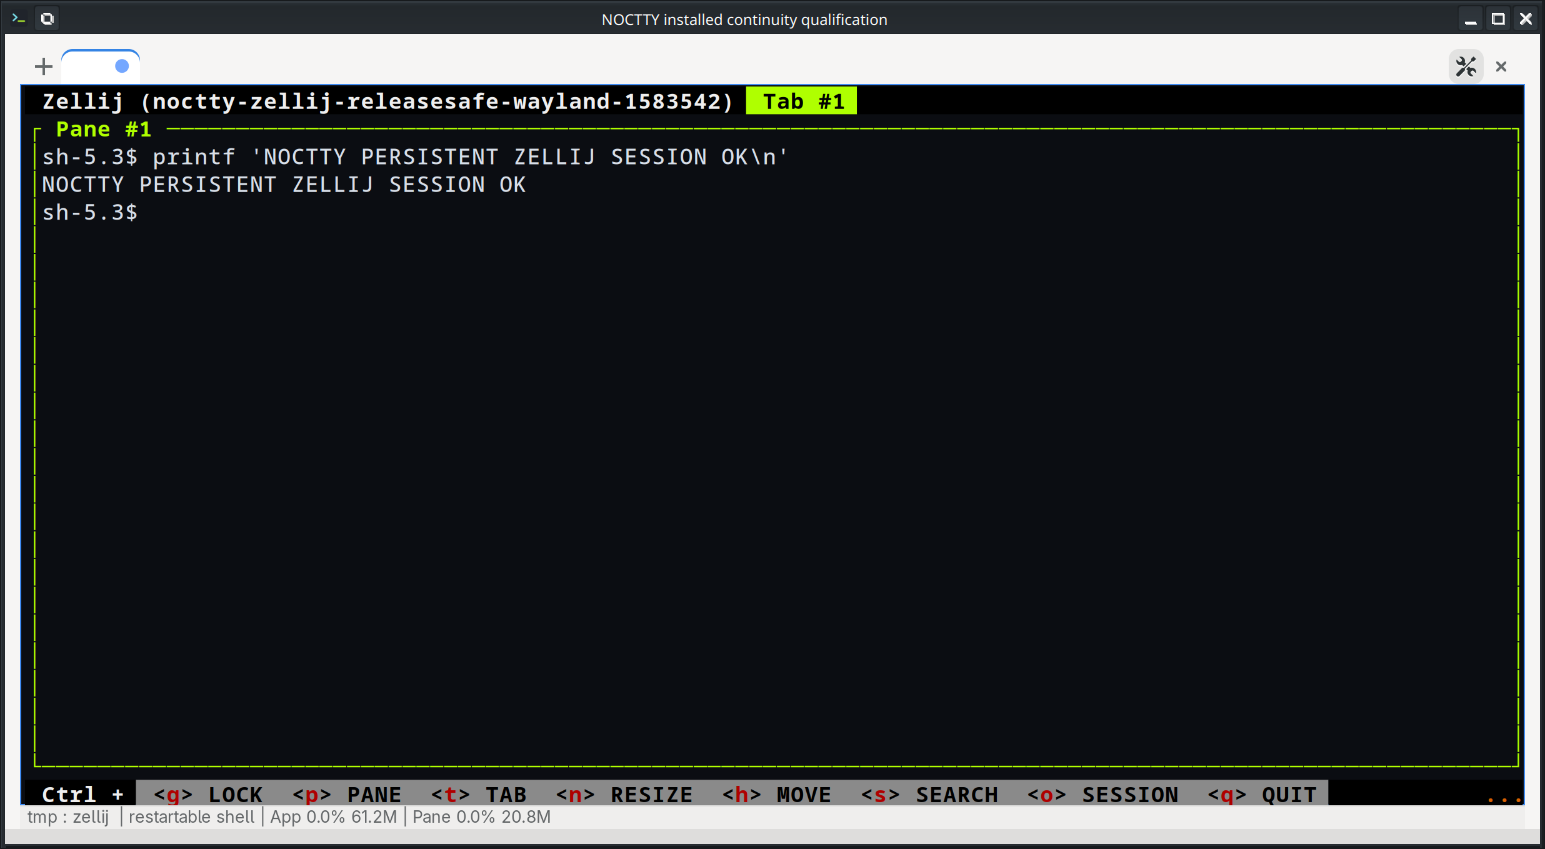 NOCTTY installed continuity qualification
Zellij (noctty-zellij-releasesafe-wayland-1583542) Tab #1
Pane #1
sh-5.3$ printf 'NOCTTY PERSISTENT ZELLIJ SESSION OK\n'
NOCTTY PERSISTENT ZELLIJ SESSION OK
sh-5.3$
Ctrl + <g> LOCK <p> PANE <t> TAB <n> RESIZE <h> MOVE <s> SEARCH <o> SESSION <q> QUIT ...
tmp : zellij | restartable shell | App 0.0% 61.2M | Pane 0.0% 20.8M